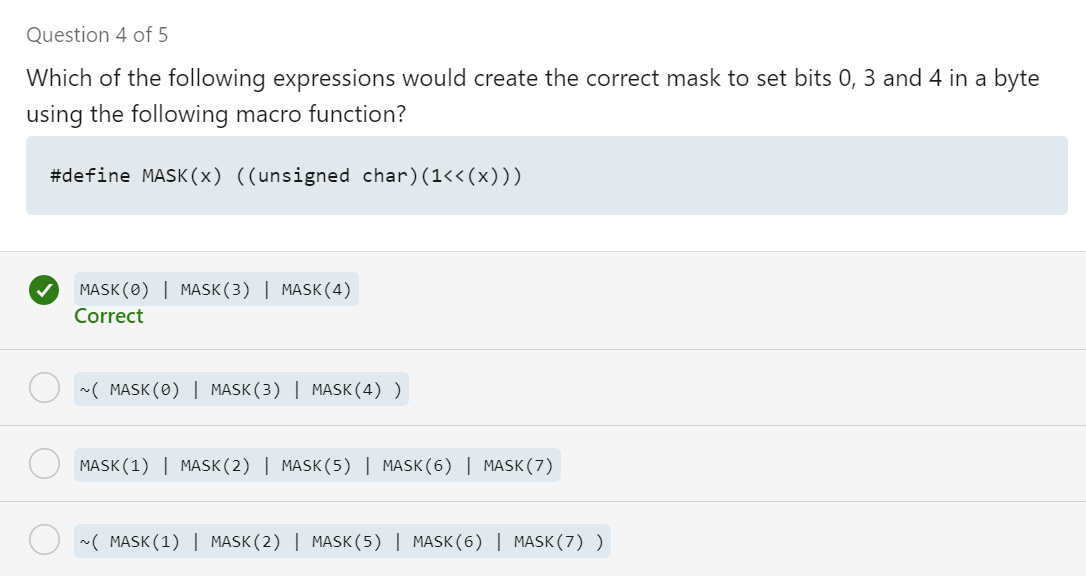 Question 4 of 5
Which of the following expressions would create the correct mask to set bits 0, 3 and 4 in a byte
using the following macro function?
#define MASK(x) ((unsigned char)(1<<(x)))
MASK(0) | MASK(3) | MASK(4)
Correct
~( MASK(0) | MASK(3) | MASK(4) )
MASK(1) | MASK(2) | MASK(5) | MASK(6) | MASK(7)
~( MASK(1) | MASK(2) | MASK(5) | MASK(6) | MASK(7) )